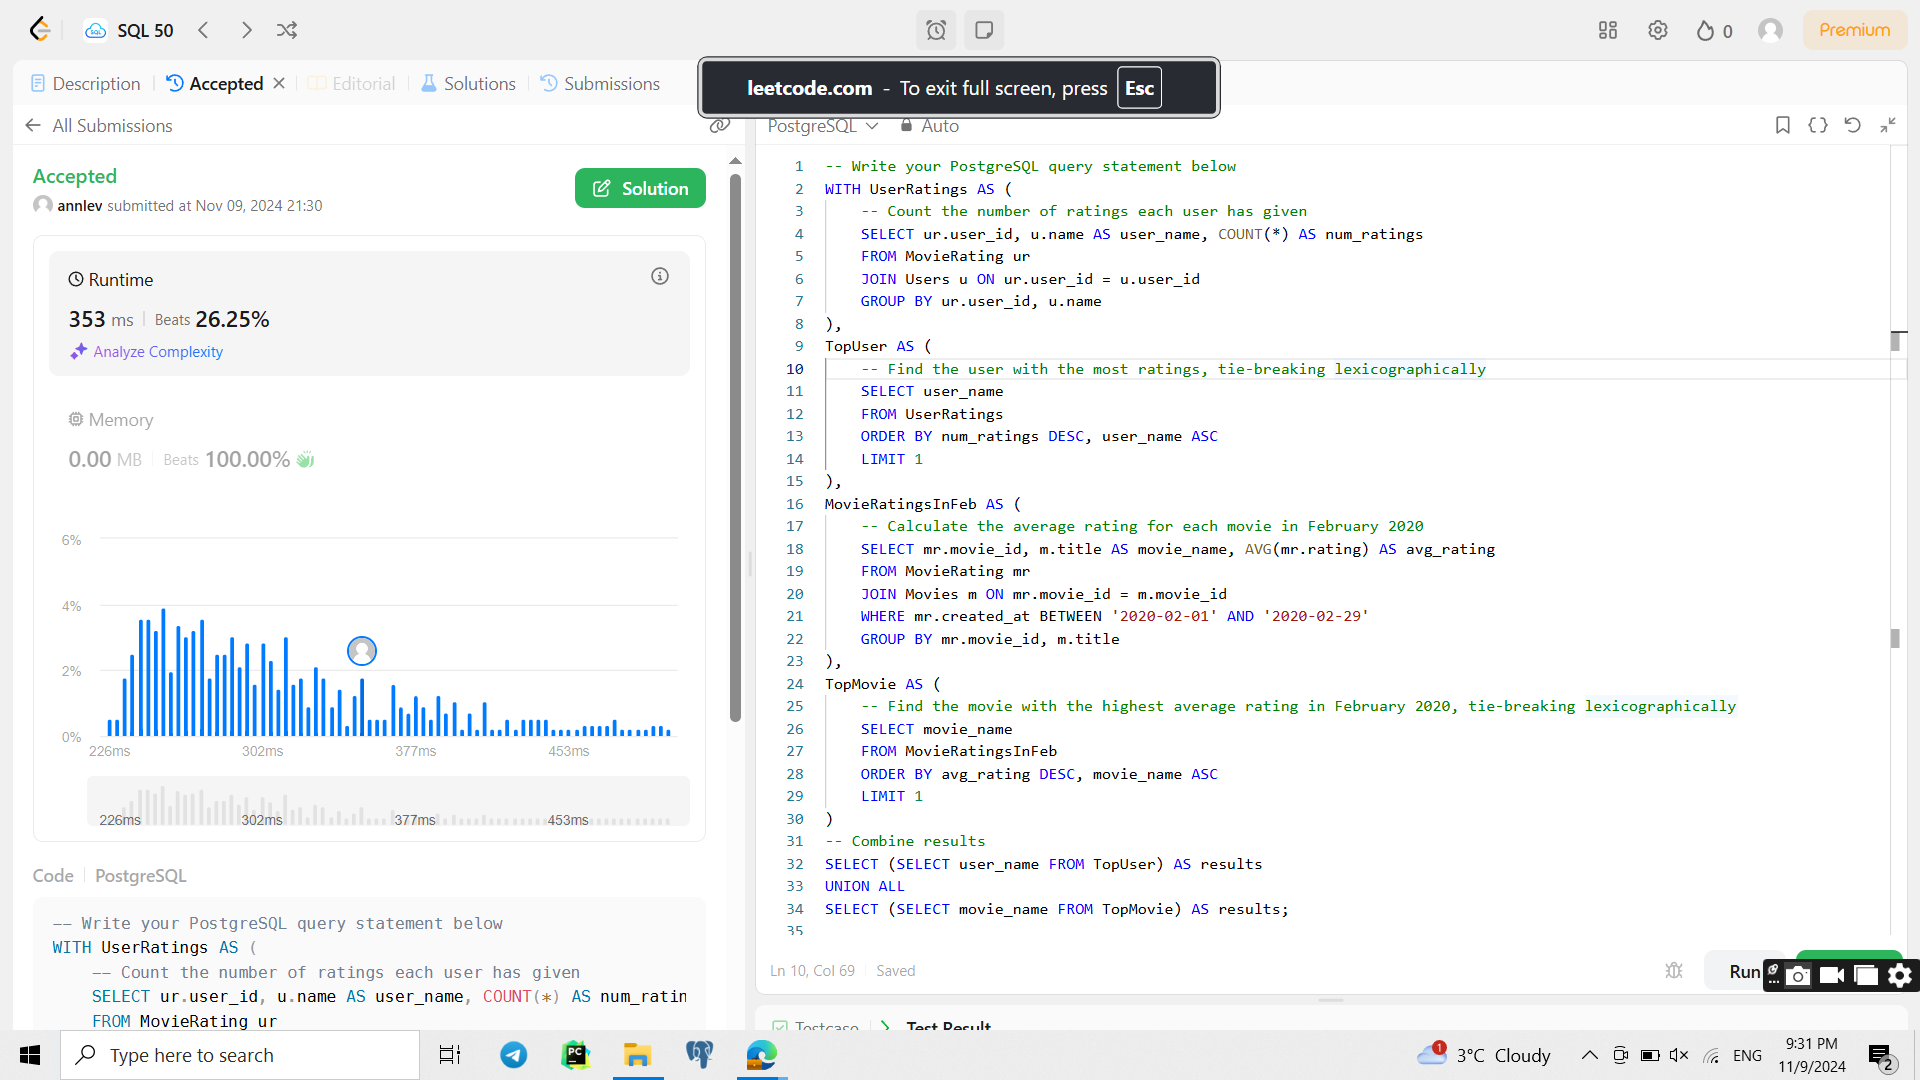 SQL 50
0
Premium
Description
Accepted
Editorial
Solutions
Submissions
leetcode.com - To exit full screen, press Esc
All Submissions
PostgreSQL
Auto
Accepted
annlev submitted at Nov 09, 2024 21:30
Solution
Runtime
353 ms
Beats 26.25%
Analyze Complexity
Memory
0.00 MB
Beats 100.00%
6%
4%
2%
0%
226ms 302ms 377ms 453ms
226ms 302ms 377ms 453ms
Code
PostgreSQL
-- Write your PostgreSQL query statement below
WITH UserRatings AS (
-- Count the number of ratings each user has given
SELECT ur.user_id, u.name AS user_name, COUNT(*) AS num_ratin
FROM MovieRating ur
1 -- Write your PostgreSQL query statement below
2 WITH UserRatings AS (
3 -- Count the number of ratings each user has given
4 SELECT ur.user_id, u.name AS user_name, COUNT(*) AS num_ratings
5 FROM MovieRating ur
6 JOIN Users u ON ur.user_id = u.user_id
7 GROUP BY ur.user_id, u.name
8 ),
9 TopUser AS (
10 -- Find the user with the most ratings, tie-breaking lexicographically
11 SELECT user_name
12 FROM UserRatings
13 ORDER BY num_ratings DESC, user_name ASC
14 LIMIT 1
15 ),
16 MovieRatingsInFeb AS (
17 -- Calculate the average rating for each movie in February 2020
18 SELECT mr.movie_id, m.title AS movie_name, AVG(mr.rating) AS avg_rating
19 FROM MovieRating mr
20 JOIN Movies m ON mr.movie_id = m.movie_id
21 WHERE mr.created_at BETWEEN '2020-02-01' AND '2020-02-29'
22 GROUP BY mr.movie_id, m.title
23 ),
24 TopMovie AS (
25 -- Find the movie with the highest average rating in February 2020, tie-breaking lexicographically
26 SELECT movie_name
27 FROM MovieRatingsInFeb
28 ORDER BY avg_rating DESC, movie_name ASC
29 LIMIT 1
30 )
31 -- Combine results
32 SELECT (SELECT user_name FROM TopUser) AS results
33 UNION ALL
34 SELECT (SELECT movie_name FROM TopMovie) AS results;
35
Ln 10, Col 69
Saved
Run
Testcase
Test Result
Type here to search
PC
1
3°C Cloudy
ENG
9:31 PM
11/9/2024
2